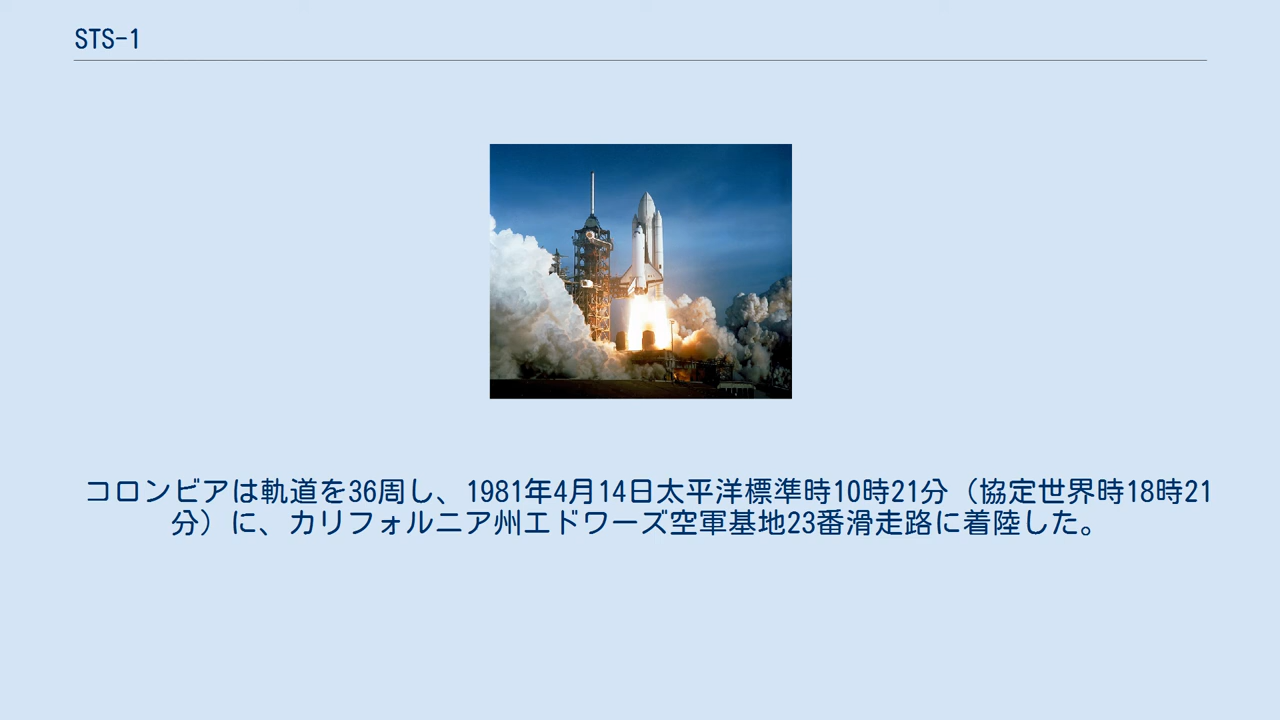 STS-1
コロンビアは軌道を36周し、1981年4月14日太平洋標準時10時21分（協定世界時18時21
分）に、カリフォルニア州エドワーズ空軍基地23番滑走路に着陸した。